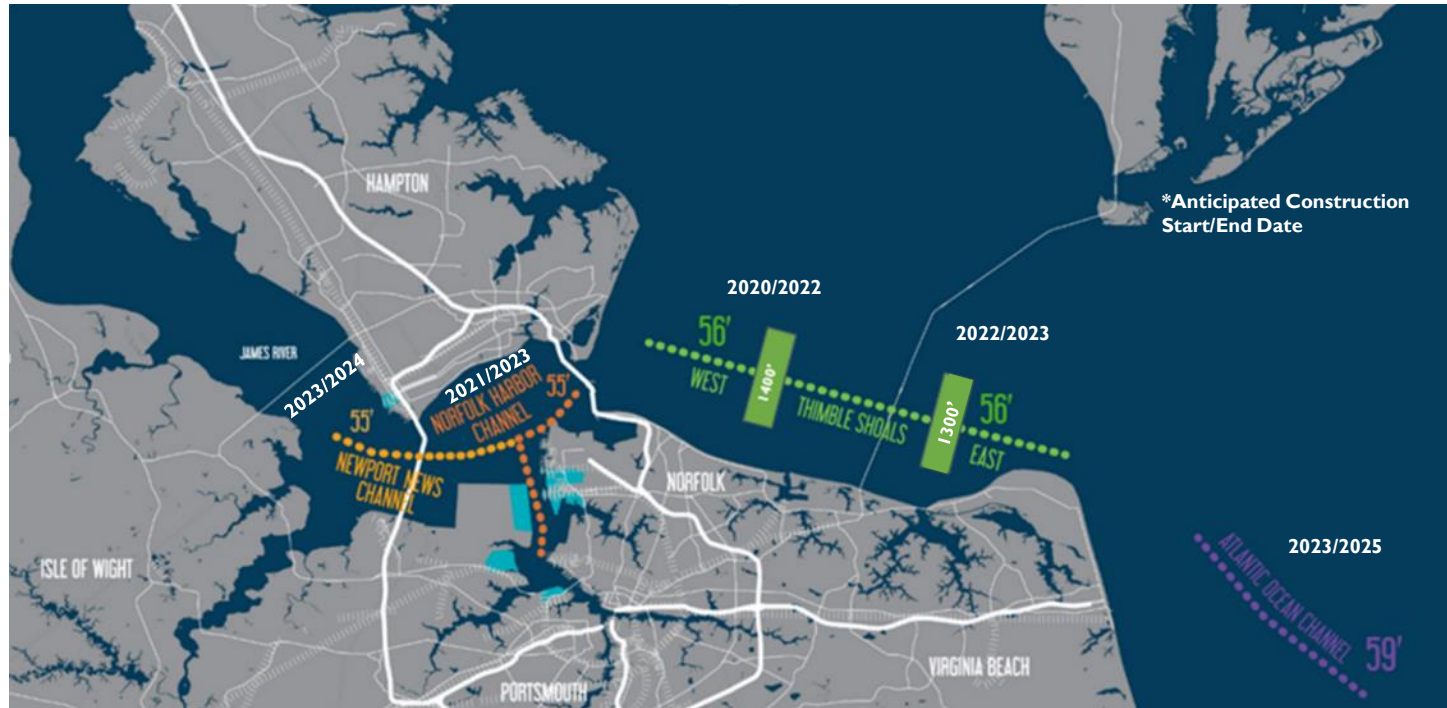 HAMPTON
*Anticipated Construction
Start/End Date
2020/2022
2022/2023
56'
WEST
1400'
THIMBLE SHOALS
1300'
56'
EAST
JAMES RIVER
2023/2024
2021/2023
NORFOLK HARBOR
CHANNEL
55'
55'
NEWPORT NEWS
CHANNEL
NORFOLK
ISLE OF WIGHT
2023/2025
ATLANTIC OCEAN CHANNEL
59'
VIRGINIA BEACH
PORTSMOUTH